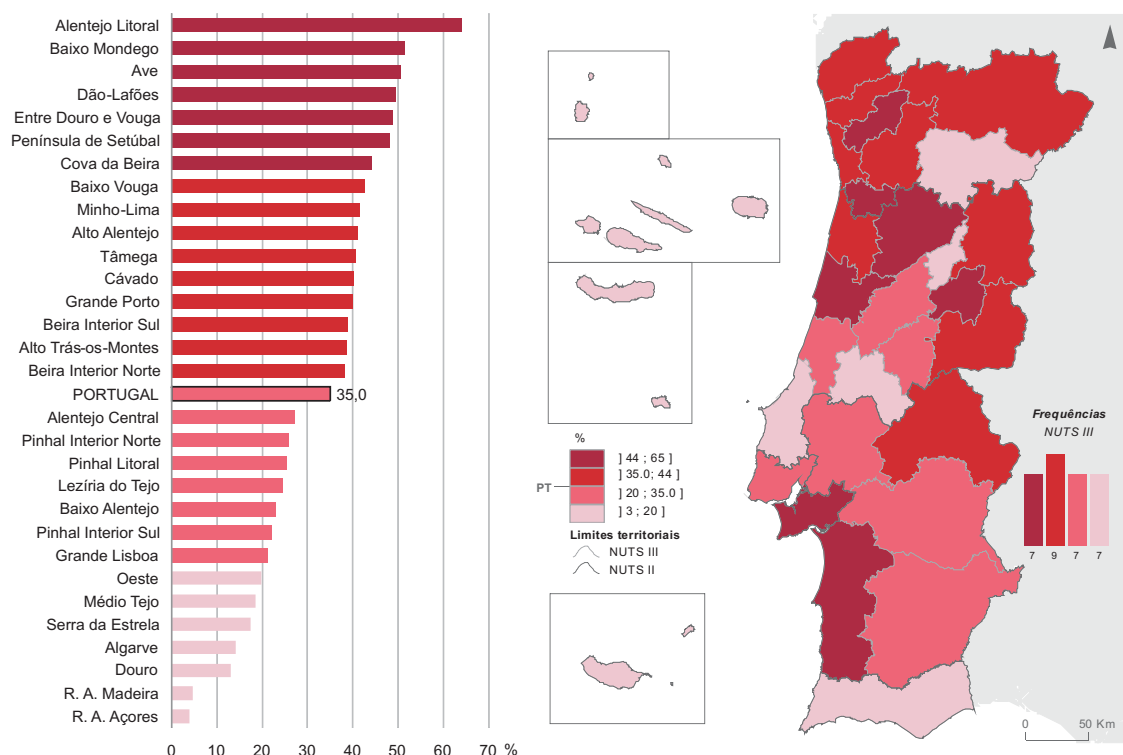 Alentejo Litoral
Baixo Mondego
Ave
Dão-Lafões
Entre Douro e Vouga
Península de Setúbal
Cova da Beira
Baixo Vouga
Minho-Lima
Alto Alentejo
Tâmega
Cávado
Grande Porto
Beira Interior Sul
Alto Trás-os-Montes
Beira Interior Norte
PORTUGAL 35,0
Alentejo Central
Pinhal Interior Norte
Pinhal Litoral
Lezíria do Tejo
Baixo Alentejo
Pinhal Interior Sul
Grande Lisboa
Oeste
Médio Tejo
Serra da Estrela
Algarve
Douro
R. A. Madeira
R. A. Açores
0 10 20 30 40 50 60 70 %
%
] 44 ; 65 ]
] 35.0; 44 ]
PT
] 20 ; 35.0 ]
] 3 ; 20 ]
Limites territoriais
NUTS III
NUTS II
Frequências
NUTS III
7 9 7 7
0 50 Km